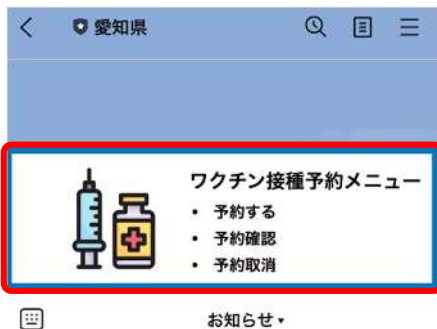 愛知県
ワクチン接種予約メニュー
• 予約する
• 予約確認
• 予約取消
お知らせ▾